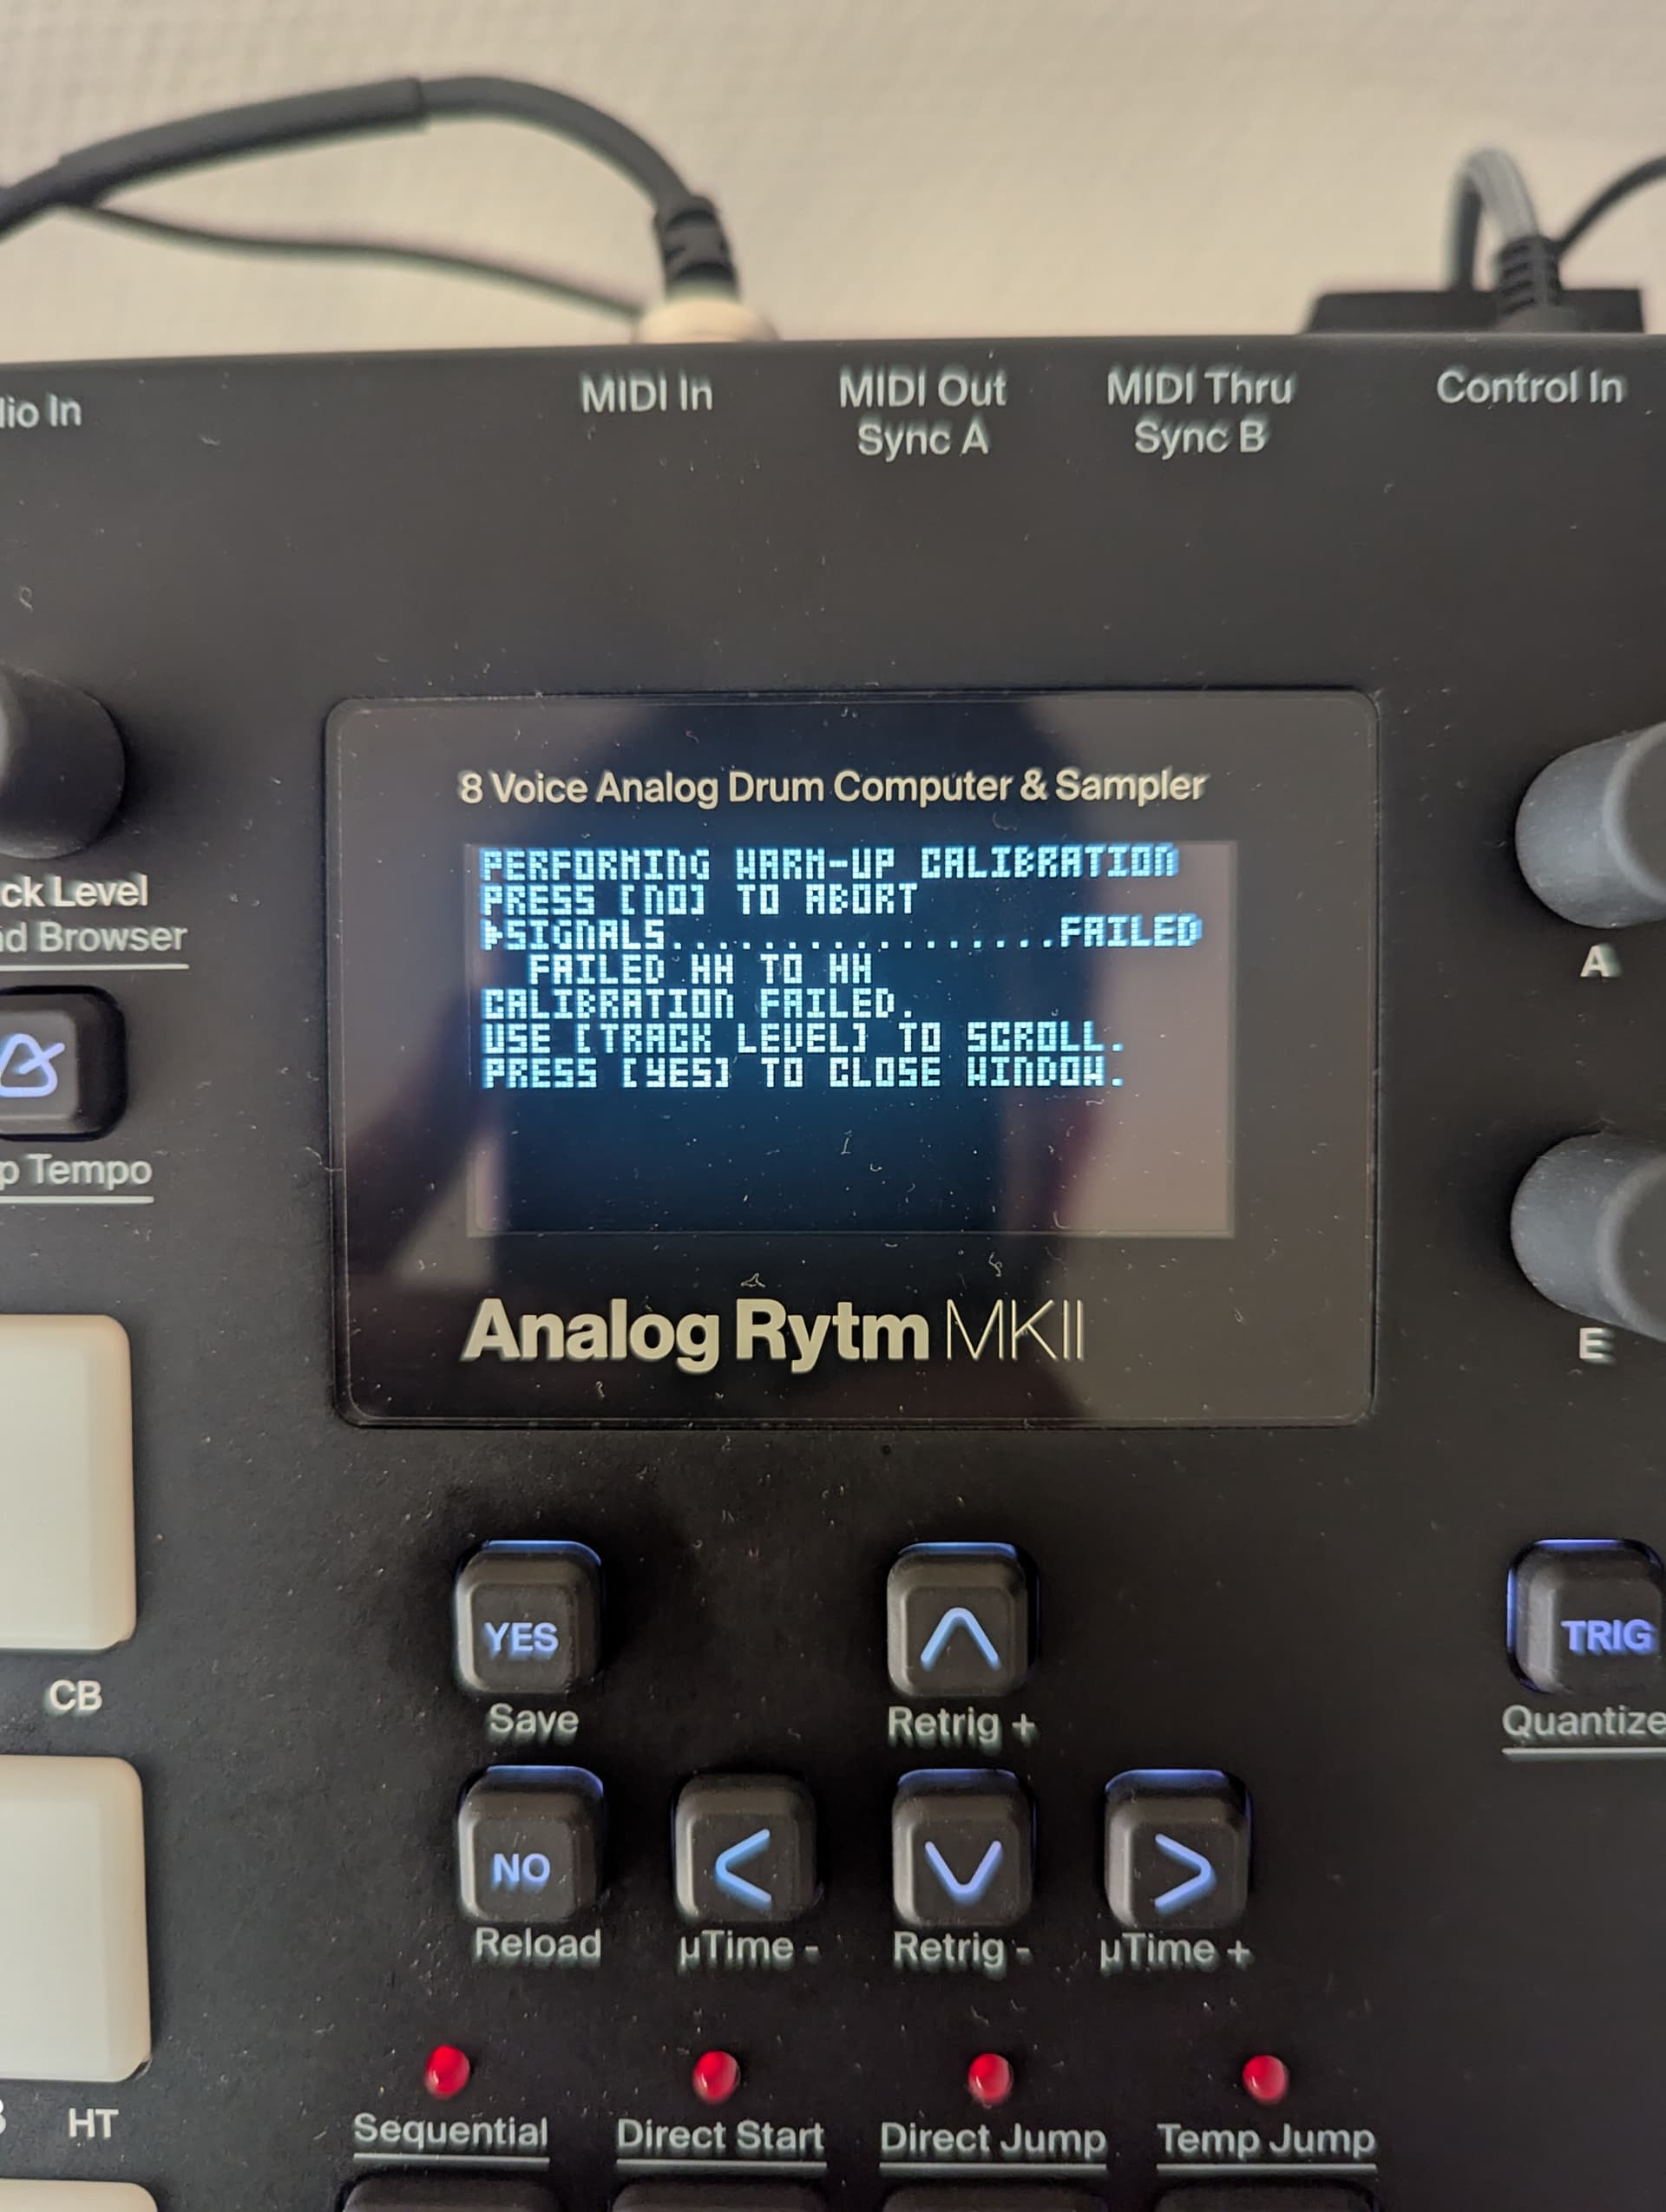 MIDI In
MIDI Out
Sync A
MIDI Thru
Sync B
Control In
In
8 Voice Analog Drum Computer & Sampler
PERFORMING WARM-UP CALIBRATION
PRESS [NO] TO ABORT
SIGNALS.................FAILED
FAILED HH TO HH
CALIBRATION FAILED.
USE [TRACK LEVEL] TO SCROLL.
PRESS [YES] TO CLOSE WINDOW.
Analog Rytm MKII
Level
Browser
Tempo
A
E
CB
HT
YES
Save
Retrig +
TRIG
Quantize
NO
Reload
µTime -
Retrig -
µTime +
Sequential
Direct Start
Direct Jump
Temp Jump